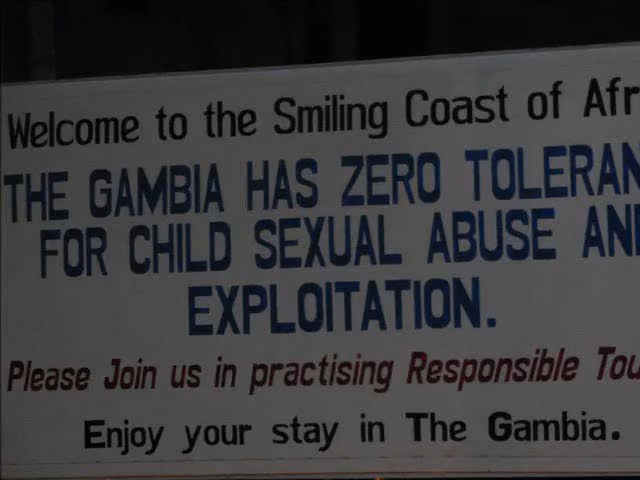 Welcome to the Smiling Coast of Afr
THE GAMBIA HAS ZERO TOLERAN
FOR CHILD SEXUAL ABUSE AN
EXPLOITATION.
Please Join us in practising Responsible Tou
Enjoy your stay in The Gambia.